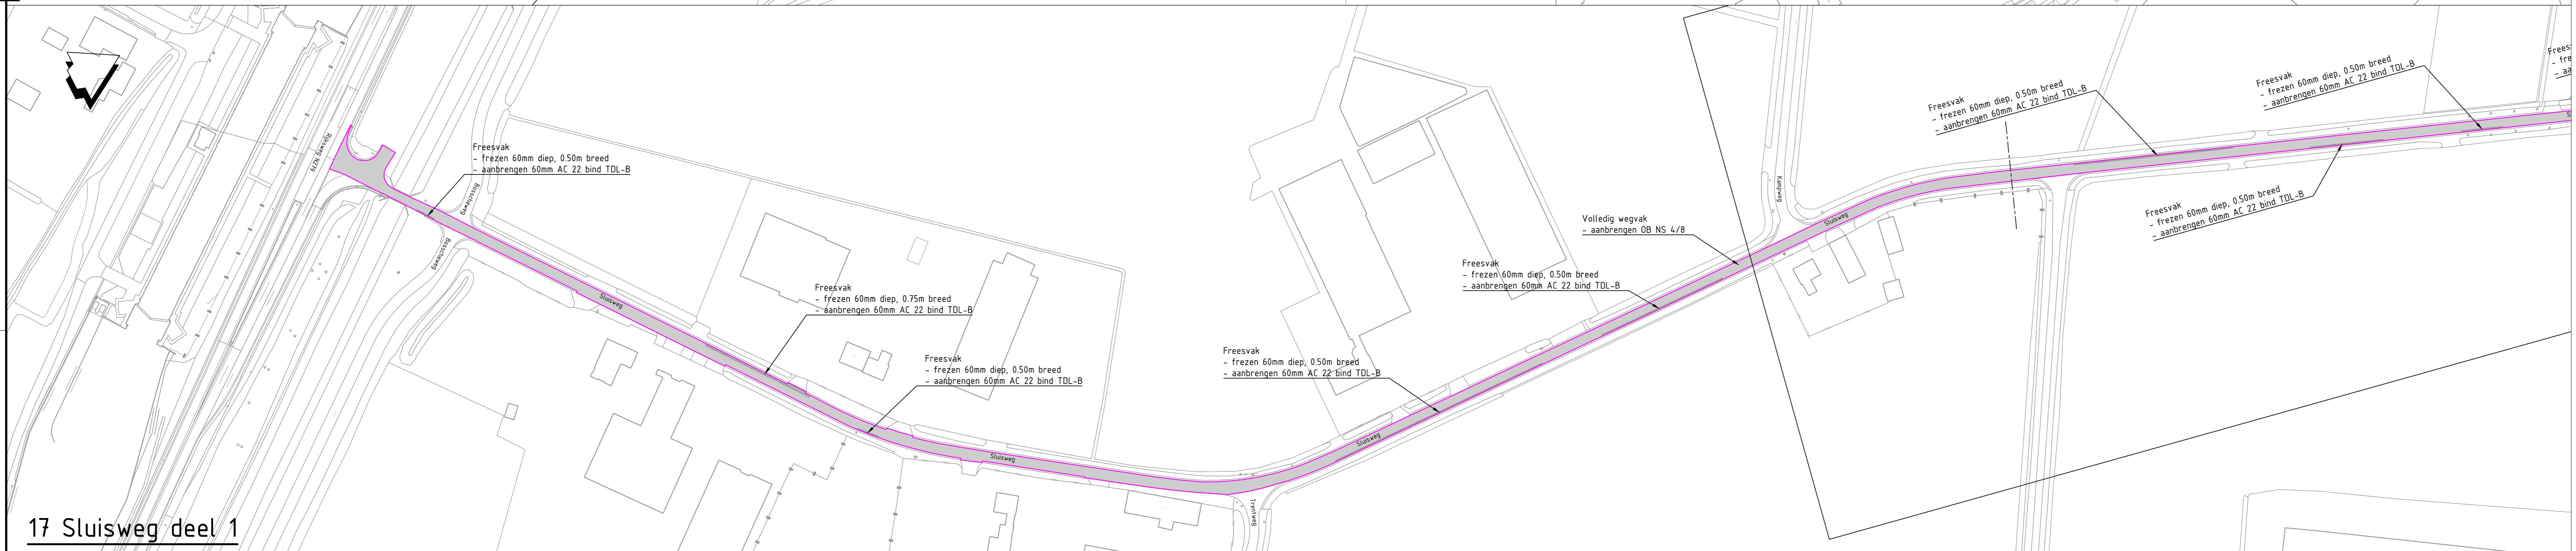 Freesvak
- frezen 60mm diep, 0.50m breed
- aanbrengen 60mm AC 22 bind TDL-B
Rijksweg N279
Bosscheweg
Bosscheweg
Sluisweg
Freesvak
- frezen 60mm diep, 0.75m breed
- aanbrengen 60mm AC 22 bind TDL-B
Freesvak
- frezen 60mm diep, 0.50m breed
- aanbrengen 60mm AC 22 bind TDL-B
Sluisweg
Trentweg
Freesvak
- frezen 60mm diep, 0.50m breed
- aanbrengen 60mm AC 22 bind TDL-B
Sluisweg
Freesvak
- frezen 60mm diep, 0.50m breed
- aanbrengen 60mm AC 22 bind TDL-B
Volledig wegvak
- aanbrengen OB NS 4/8
Kampweg
Sluisweg
Freesvak
- frezen 60mm diep, 0.50m breed
- aanbrengen 60mm AC 22 bind TDL-B
Freesvak
- frezen 60mm diep, 0.50m breed
- aanbrengen 60mm AC 22 bind TDL-B
Freesvak
- frezen 60mm diep, 0.50m breed
- aanbrengen 60mm AC 22 bind TDL-B
17 Sluisweg deel 1